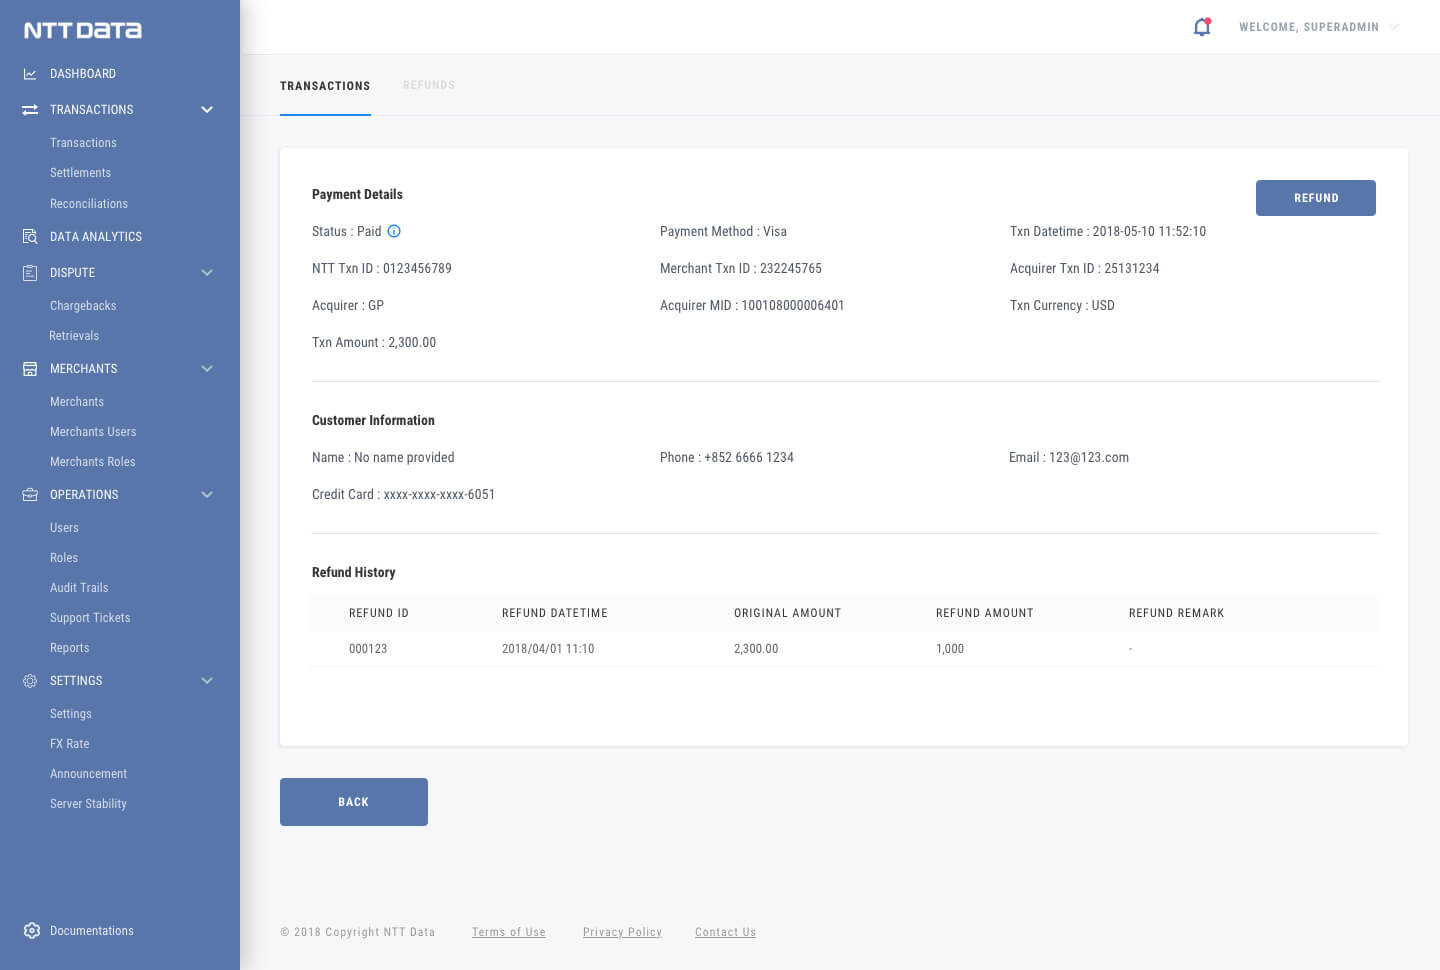 NTT DATA
WELCOME, SUPERADMIN
DASHBOARD
TRANSACTIONS
Transactions
Settlements
Reconciliations
DATA ANALYTICS
DISPUTE
Chargebacks
Retrievals
MERCHANTS
Merchants
Merchants Users
Merchants Roles
OPERATIONS
Users
Roles
Audit Trails
Support Tickets
Reports
SETTINGS
Settings
FX Rate
Announcement
Server Stability
Documentations
TRANSACTIONS REFUNDS
Payment Details
REFUND
Status : Paid Payment Method : Visa Txn Datetime : 2018-05-10 11:52:10
NTT Txn ID : 0123456789 Merchant Txn ID : 232245765 Acquirer Txn ID : 25131234
Acquirer : GP Acquirer MID : 100108000006401 Txn Currency : USD
Txn Amount : 2,300.00
Customer Information
Name : No name provided Phone : +852 6666 1234 Email : 123@123.com
Credit Card : xxxx-xxxx-xxxx-6051
Refund History
REFUND ID REFUND DATETIME ORIGINAL AMOUNT REFUND AMOUNT REFUND REMARK
000123 2018/04/01 11:10 2,300.00 1,000 -
BACK
© 2018 Copyright NTT Data Terms of Use Privacy Policy Contact Us